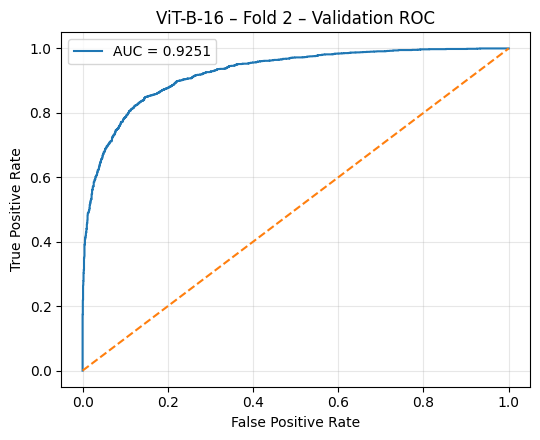 ViT-B-16 – Fold 2 – Validation ROC
AUC = 0.9251
True Positive Rate
1.0
0.8
0.6
0.4
0.2
0.0
0.0 0.2 0.4 0.6 0.8 1.0
False Positive Rate